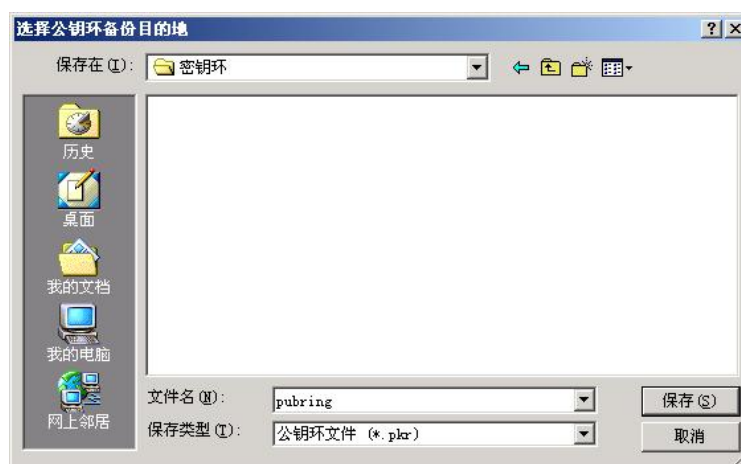 选择公钥环备份目的地
保存在(I): 密钥环
历史
桌面
我的文档
我的电脑
网上邻居
文件名(N): pubring 保存(S)
保存类型(T): 公钥环文件 (*.pkr) 取消